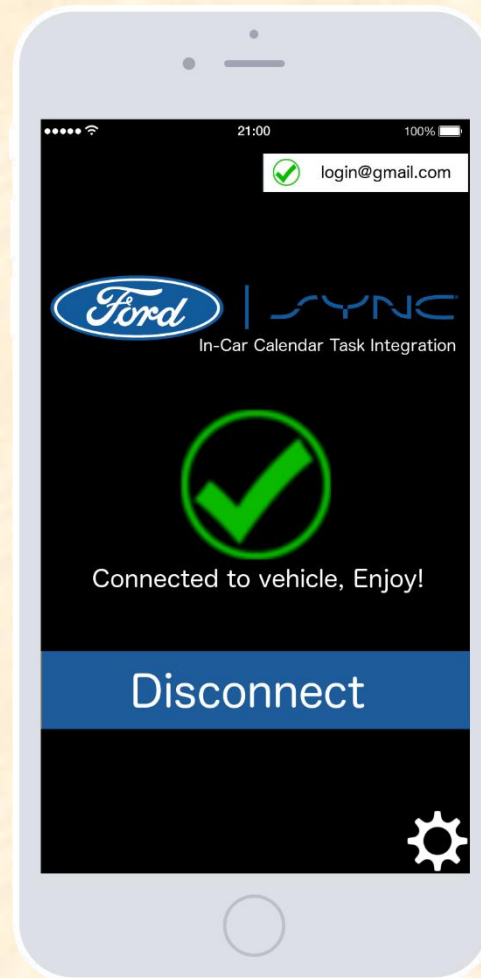 21:00
100%
login@gmail.com
Ford | SYNC
In-Car Calendar Task Integration
Connected to vehicle, Enjoy!
Disconnect